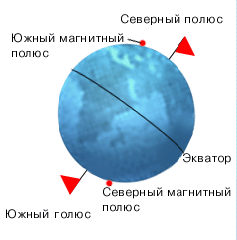 Северный полюс
Южный магнитный
полюс
Экватор
Северный магнитный
полюс
Южный голюс